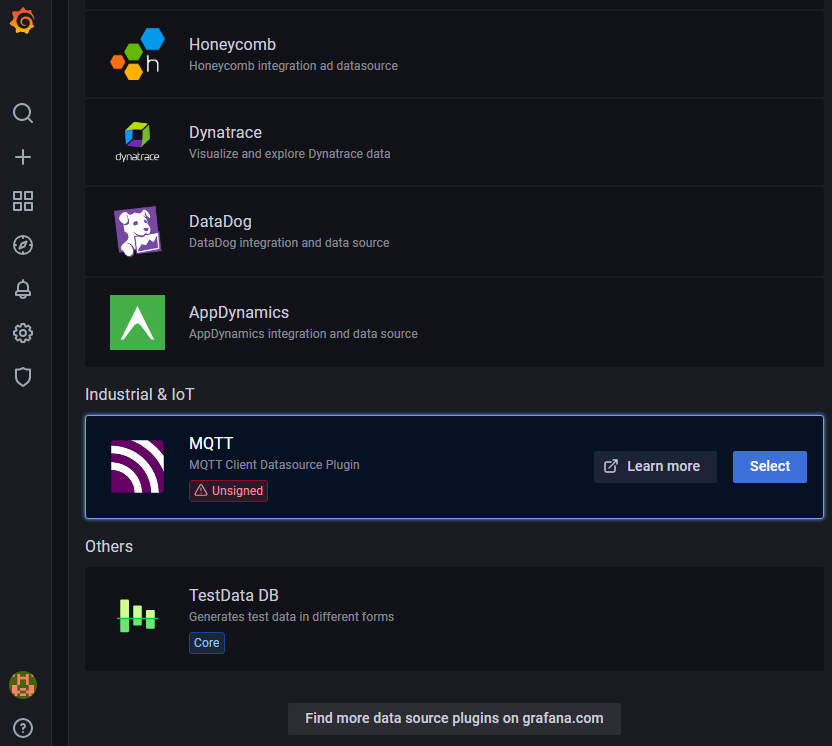 Honeycomb
Honeycomb integration ad datasource
h
Dynatrace
Visualize and explore Dynatrace data
dynatrace
DataDog
DataDog integration and data source
AppDynamics
AppDynamics integration and data source
Industrial & IoT
MQTT
MQTT Client Datasource Plugin
Unsigned
Learn more
Select
Others
TestData DB
Generates test data in different forms
Core
Find more data source plugins on grafana.com